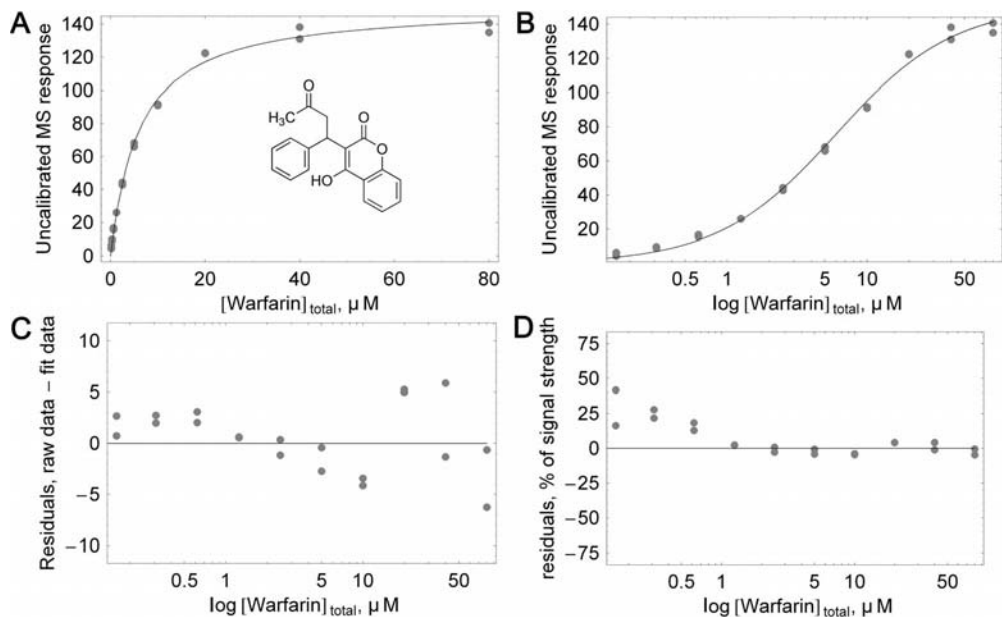 A
Uncalibrated MS response
140
120
100
80
60
40
20
0
0
20
40
60
80
[Warfarin]total, µM
O
H3C
O
O
HO
B
Uncalibrated MS response
140
120
100
80
60
40
20
0.5
1
5
10
50
log [Warfarin]total, µM
C
Residuals, raw data – fit data
10
5
0
−5
−10
0.5
1
5
10
50
log [Warfarin]total, µM
D
residuals, % of signal strength
75
50
25
0
−25
−50
−75
0.5
1
5
10
50
log [Warfarin]total, µM